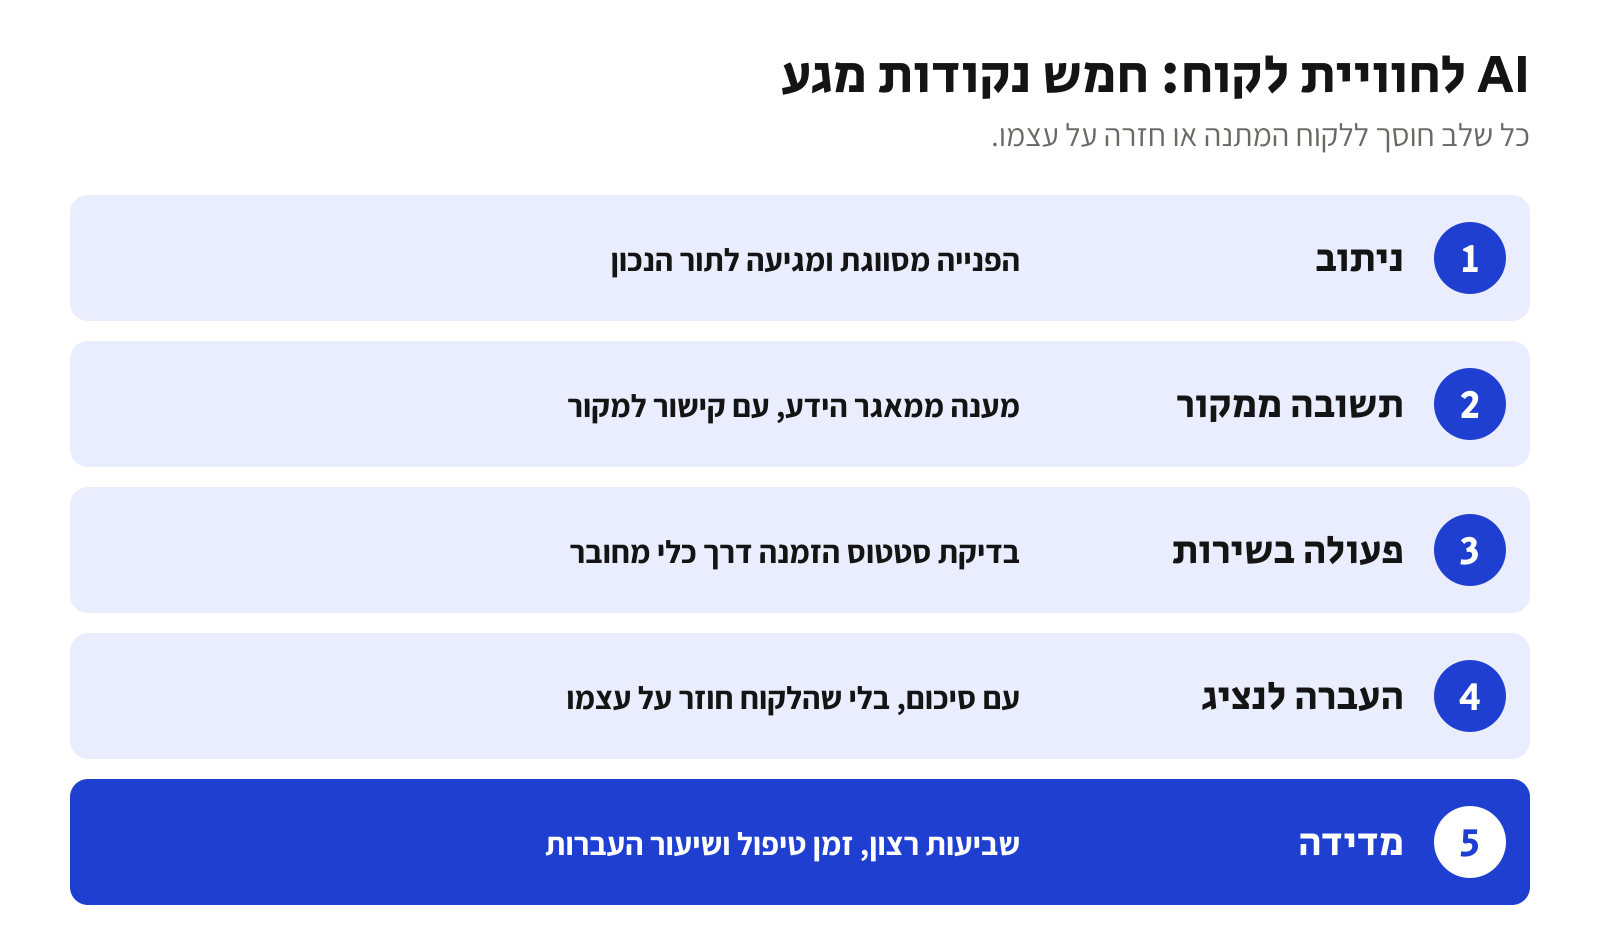 AI לחוויית לקוח: חמש נקודות מגע
כל שלב חוסך ללקוח המתנה או חזרה על עצמו.
1 ניתוב הפנייה מסווגת ומגיעה לתור הנכון
2 תשובה ממקור מענה ממאגר הידע, עם קישור למקור
3 פעולה בשירות בדיקת סטטוס הזמנה דרך כלי מחובר
4 העברה לנציג עם סיכום, בלי שהלקוח חוזר על עצמו
5 מדידה שביעות רצון, זמן טיפול ושיעור העברות